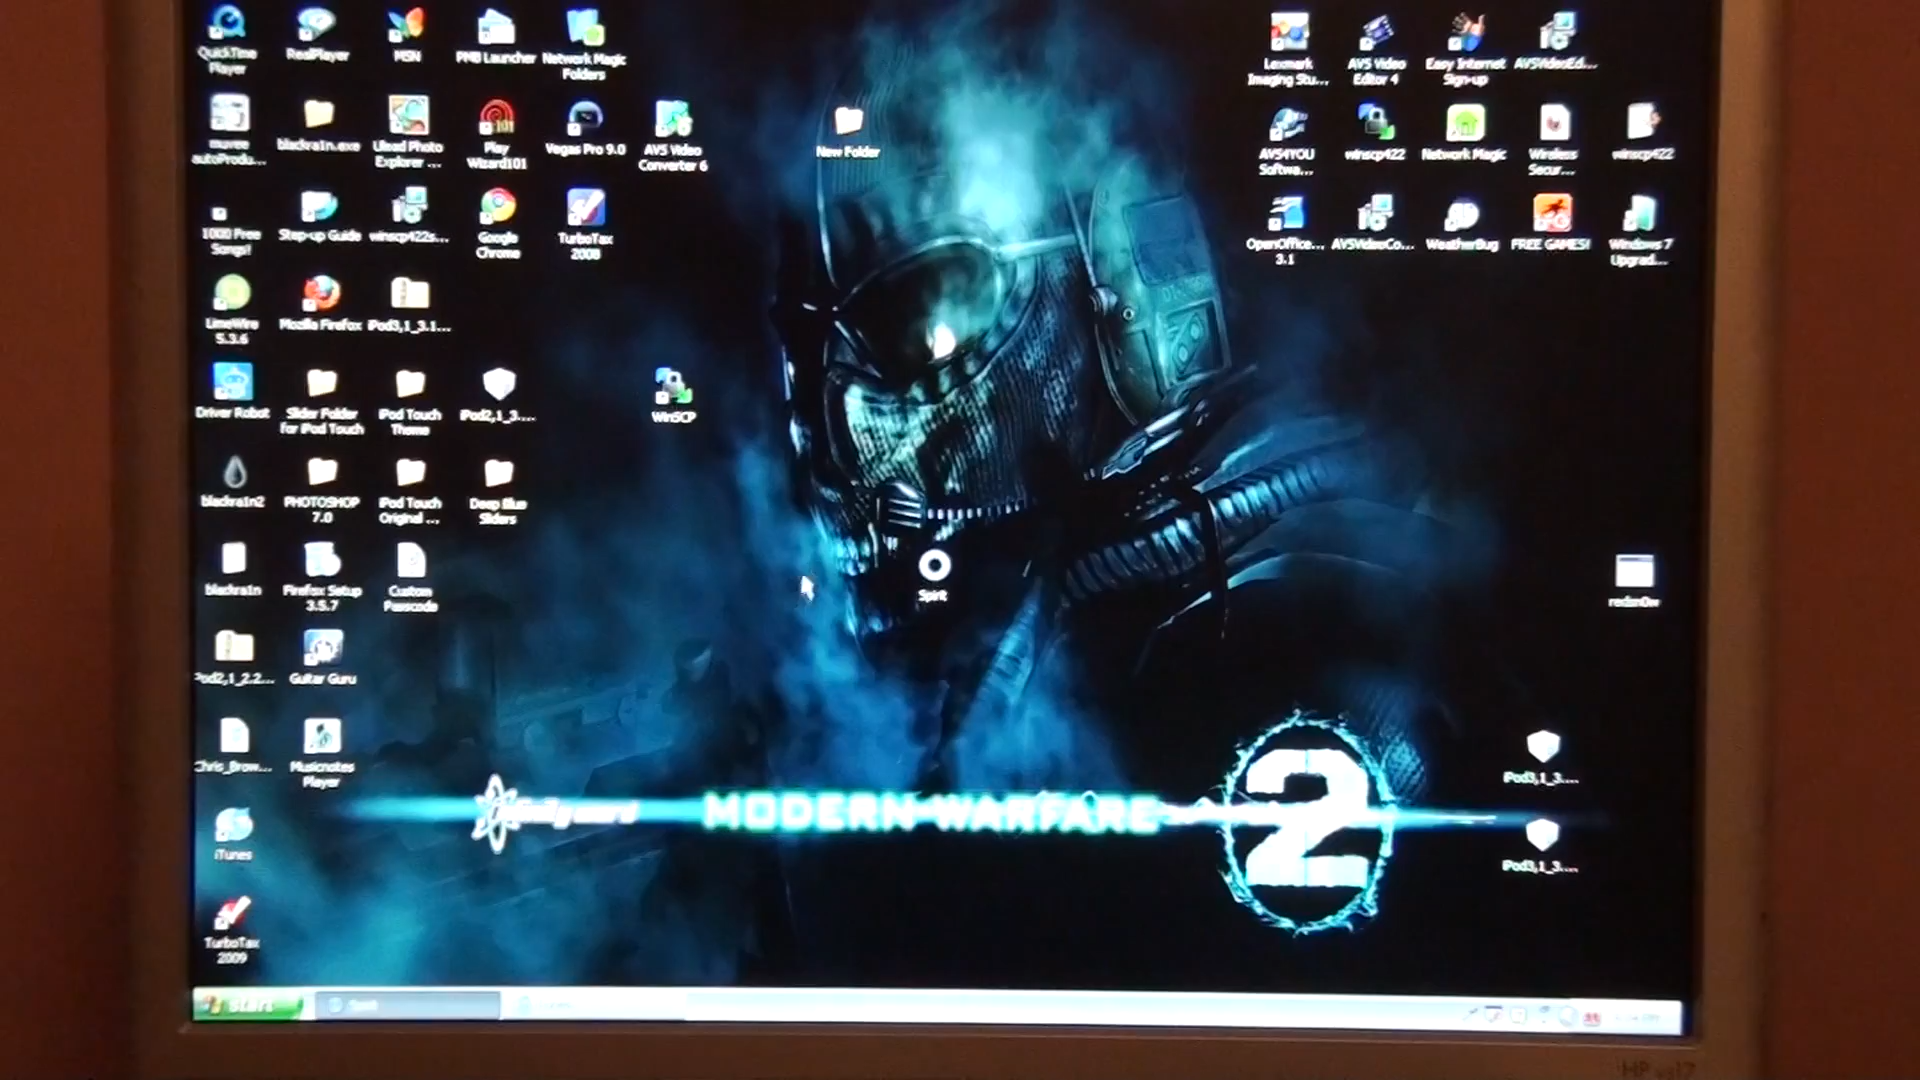 QuickTime
Player
RealPlayer
MSN
PMB Launcher
Network Magic
Folders
Lexmark
Imaging Stu...
AVS Video
Editor 4
Easy Internet
Sign-up
AVSVideoEd...
muvee
autoProdu...
blackra1n.exe
Ulead Photo
Explorer ...
101
Play
Wizard101
Vegas Pro 9.0
AVS Video
Converter 6
New Folder
AVS4YOU
Softwa...
winscp422
Network Magic
Wireless
Secur...
winscp422
1000 Free
Songs!
Step-up Guide
winscp422s...
Google
Chrome
TurboTax
2008
OpenOffice...
3.1
AVSVideoCo...
WeatherBug
FREE GAMES!
Windows 7
Upgrad...
LimeWire
5.3.6
Mozilla Firefox
iPod3,1_3.1...
Driver Robot
Slider Folder
for iPod Touch
iPod Touch
Theme
iPod2,1_3....
WinSCP
blackra1n2
PHOTOSHOP
7.0
iPod Touch
Original ...
Deep Blue
Sliders
blackra1n
Firefox Setup
3.5.7
Custom
Passcode
Spirit
redsn0w
iPod2,1_2.2...
Guitar Guru
Chris_Brow...
Musicnotes
Player
iPod3,1_3....
MODERN WARFARE
2
iTunes
iPod3,1_3....
TurboTax
2009
start
Spirit
HP vs17